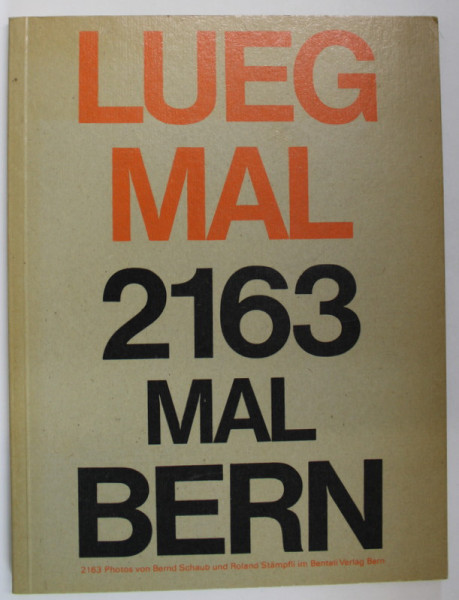 LUEG
MAL
2163
MAL
BERN
2163 Photos von Bernd Schaub und Roland Stämpfli im Benteli Verlag Bern